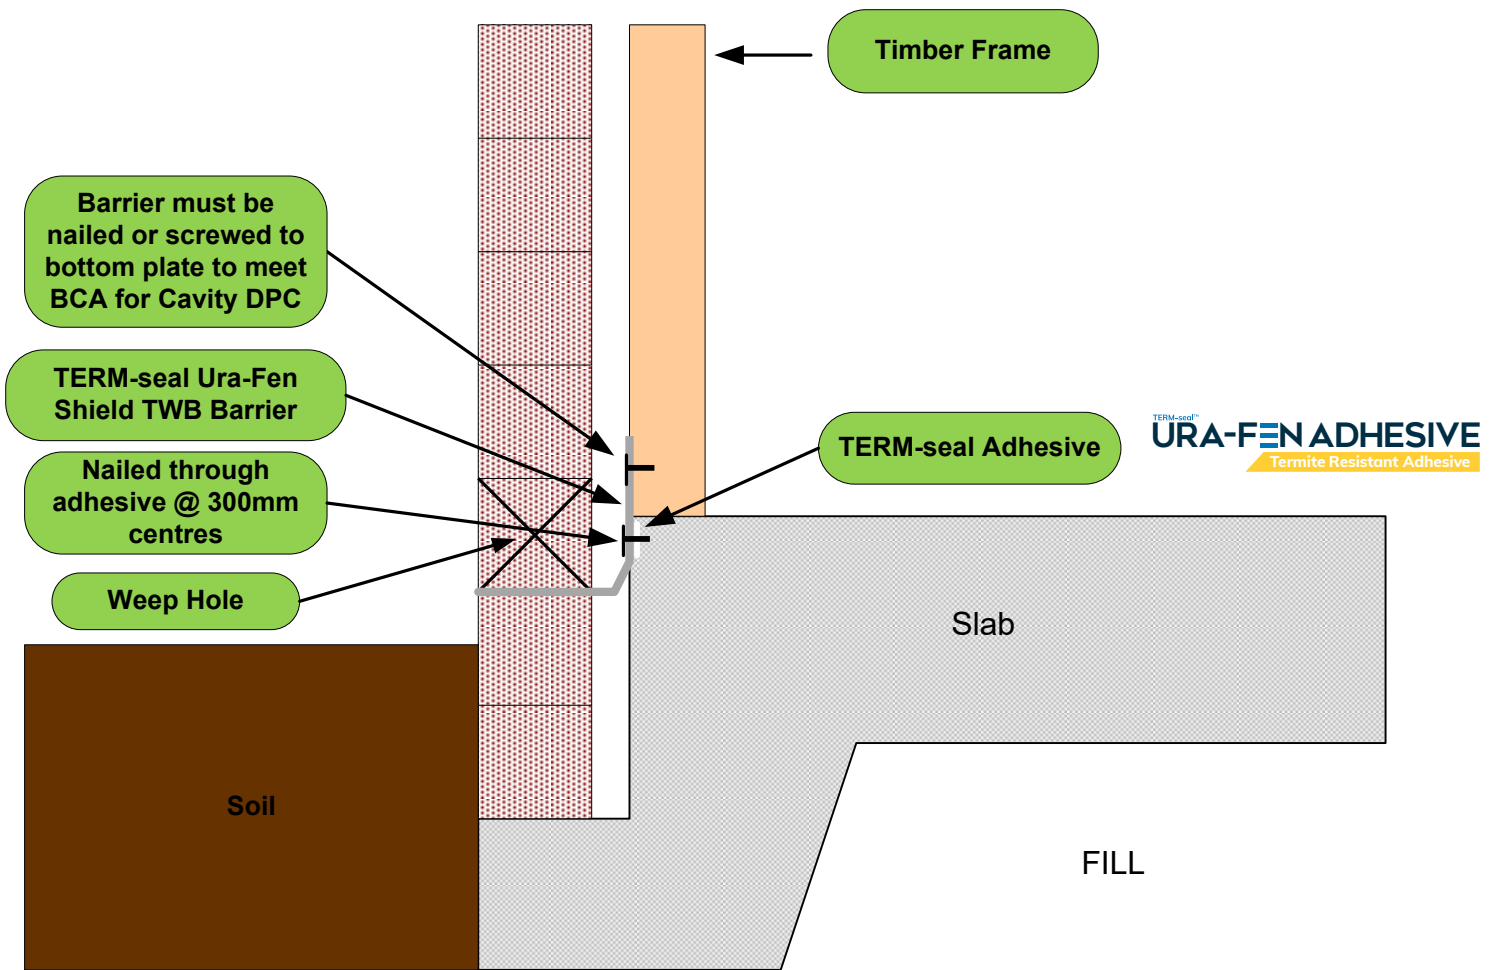 Timber Frame
Barrier must be
nailed or screwed to
bottom plate to meet
BCA for Cavity DPC
TERM-seal Ura-Fen
Shield TWB Barrier
TERM-seal Adhesive
TERM-seal™
URA-FEN ADHESIVE
Termite Resistant Adhesive
Nailed through
adhesive @ 300mm
centres
Weep Hole
Slab
Soil
FILL